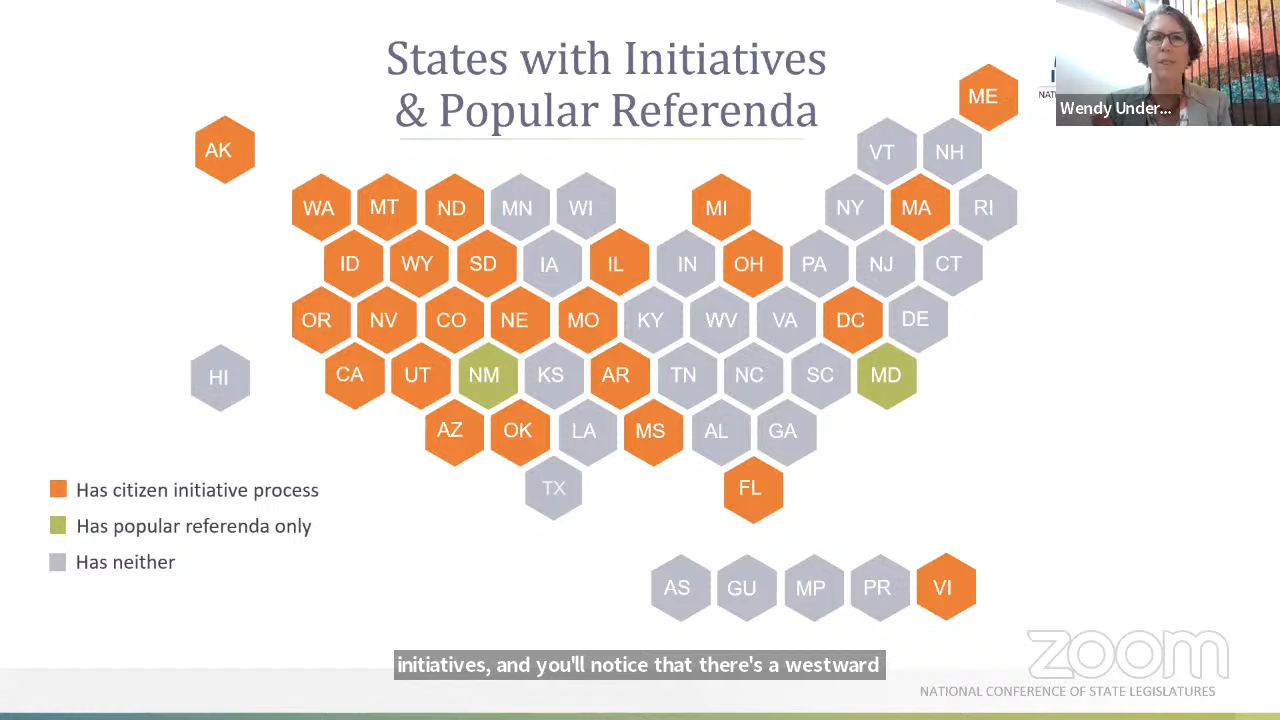 States with Initiatives
& Popular Referenda
Wendy Under...
ME
AK
VT NH
WA MT ND MN WI MI NY MA RI
ID WY SD IA IL IN OH PA NJ CT
OR NV CO NE MO KY WV VA DC DE
HI CA UT NM KS AR TN NC SC MD
AZ OK LA MS AL GA
TX FL
Has citizen initiative process
Has popular referenda only
Has neither
AS GU MP PR VI
initiatives, and you'll notice that there's a westward
zoom
NATIONAL CONFERENCE OF STATE LEGISLATURES